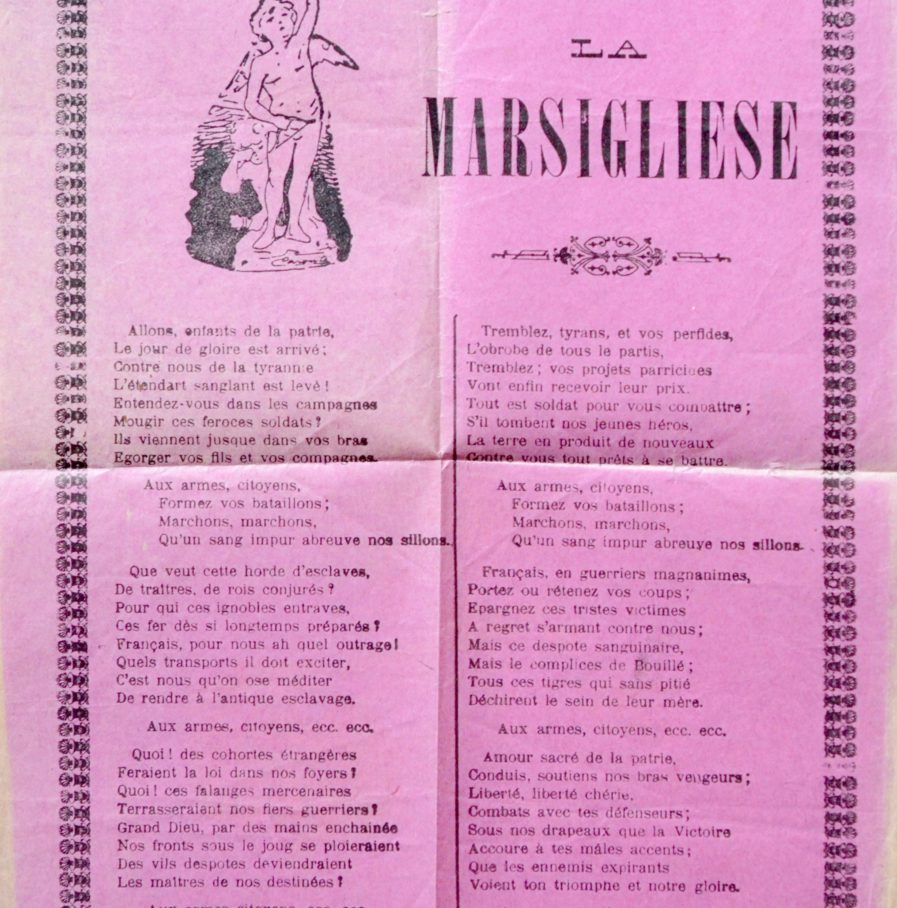 LA
MARSIGLIESE
Allons, enfants de la patrie,
Le jour de gloire est arrivé;
Contre nous de la tyrannie
L'étendart sanglant est levé!
Entendez-vous dans les campagnes
Mougir ces feroces soldats?
Ils viennent jusque dans vos bras
Egorger vos fils et vos compagnes.
Aux armes, citoyens,
Formez vos bataillons;
Marchons, marchons,
Qu'un sang impur abreuve nos sillons.
Que veut cette horde d'esclaves,
De traîtres, de rois conjurés?
Pour qui ces ignobles entraves,
Ces fer dès si longtemps préparés?
Français, pour nous ah quel outrage!
Quels transports il doit exciter,
C'est nous qu'on ose méditer
De rendre à l'antique esclavage.
Aux armes, citoyens, ecc. ecc.
Quoi! des cohortes étrangères
Feraient la loi dans nos foyers?
Quoi! ces falanges mercenaires
Terrasseraient nos fiers guerriers?
Grand Dieu, par des mains enchainée
Nos fronts sous le joug se ploieraient
Des vils despotes deviendraient
Les maîtres de nos destinées?
Aux armes citoyens, ecc. ecc.
Tremblez, tyrans, et vos perfides,
L'obrobe de tous le partis,
Tremblez; vos projets parricides
Vont enfin recevoir leur prix.
Tout est soldat pour vous combattre;
S'il tombent nos jeunes héros,
La terre en produit de nouveaux
Contre vous tout prêts à se battre.
Aux armes, citoyens,
Formez vos bataillons;
Marchons, marchons,
Qu'un sang impur abreuye nos sillons.
Français, en guerriers magnanimes,
Portez ou rétenez vos coups;
Epargnez ces tristes victimes
A regret s'armant contre nous;
Mais ce despote sanguinaire,
Mais le complices de Bouillé;
Tous ces tigres qui sans pitié
Déchirent le sein de leur mère.
Aux armes, citoyens, ecc. ecc.
Amour sacré de la patrie,
Conduis, soutiens nos bras vengeurs;
Liberté, liberté chérie,
Combats avec tes défenseurs;
Sous nos drapeaux que la Victoire
Accoure à tes mâles accents;
Que les ennemis expirants
Voient ton triomphe et notre gloire.